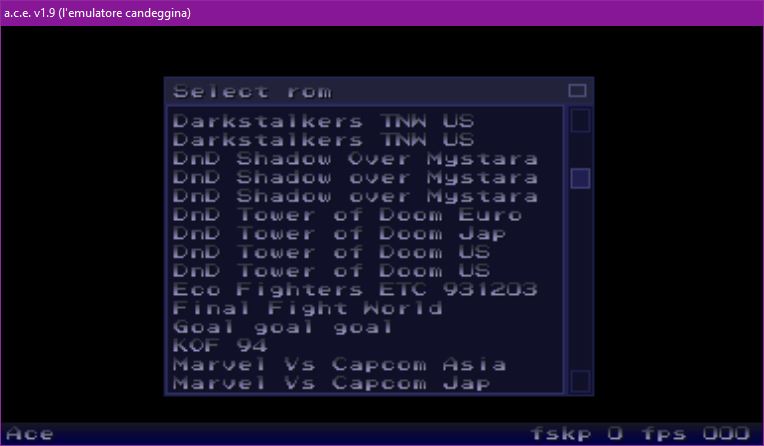 a.c.e. v1.9 (l'emulatore candeggina)
Select rom
Darkstalkers TNW US
Darkstalkers TNW US
DnD Shadow Over Mystara
DnD Shadow over Mystara
DnD Shadow over Mystara
DnD Tower of Doom Euro
DnD Tower of Doom Jap
DnD Tower of Doom US
DnD Tower of Doom US
Eco Fighters ETC 931203
Final Fight World
Goal goal goal
KOF 94
Marvel Vs Capcom Asia
Marvel Vs Capcom Jap
Ace fskp 0 fps 000